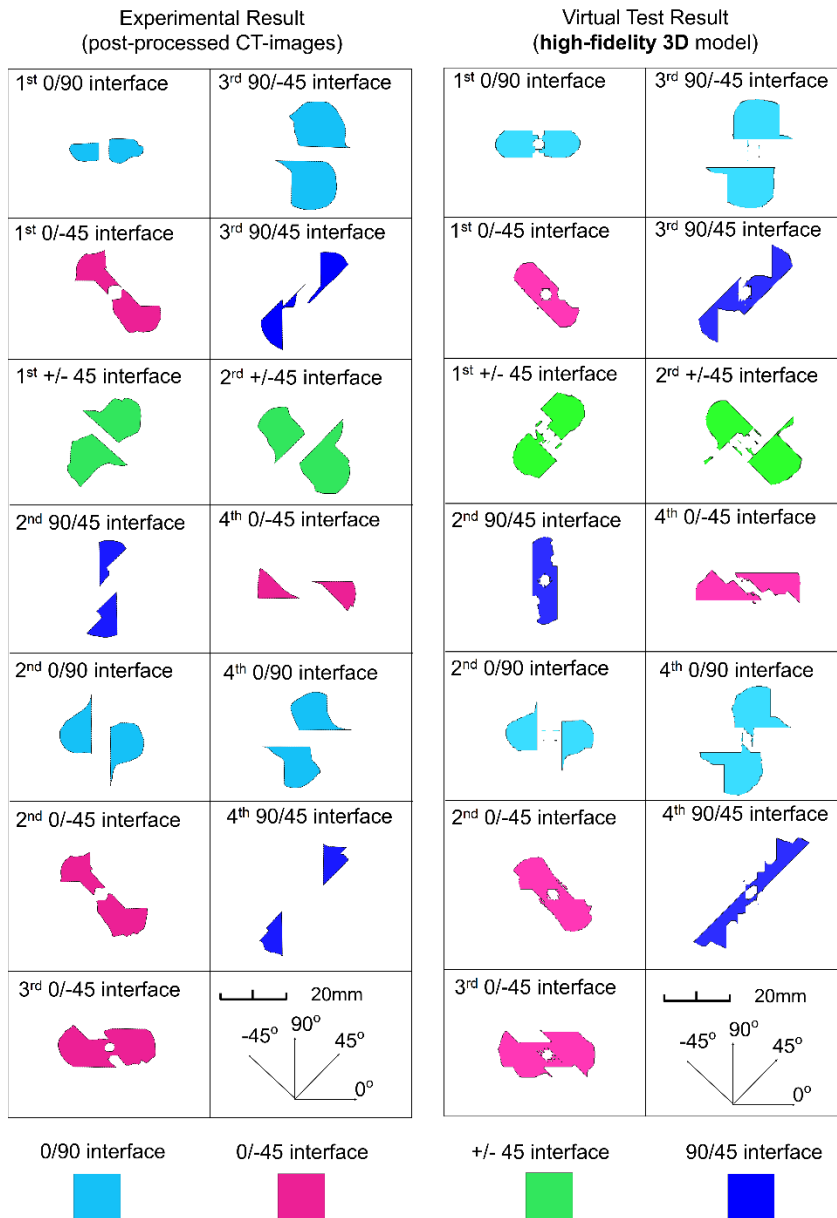 Experimental Result
(post-processed CT-images)
Virtual Test Result
(high-fidelity 3D model)
1st 0/90 interface
3rd 90/-45 interface
1st 0/90 interface
3rd 90/-45 interface
1st 0/-45 interface
3rd 90/45 interface
1st 0/-45 interface
3rd 90/45 interface
1st +/- 45 interface
2rd +/-45 interface
1st +/- 45 interface
2rd +/-45 interface
2nd 90/45 interface
4th 0/-45 interface
2nd 90/45 interface
4th 0/-45 interface
2nd 0/90 interface
4th 0/90 interface
2nd 0/90 interface
4th 0/90 interface
2nd 0/-45 interface
4th 90/45 interface
2nd 0/-45 interface
4th 90/45 interface
3rd 0/-45 interface
20mm
-45º
90º
45º
0º
3rd 0/-45 interface
20mm
-45º
90º
45º
0º
0/90 interface
0/-45 interface
+/- 45 interface
90/45 interface